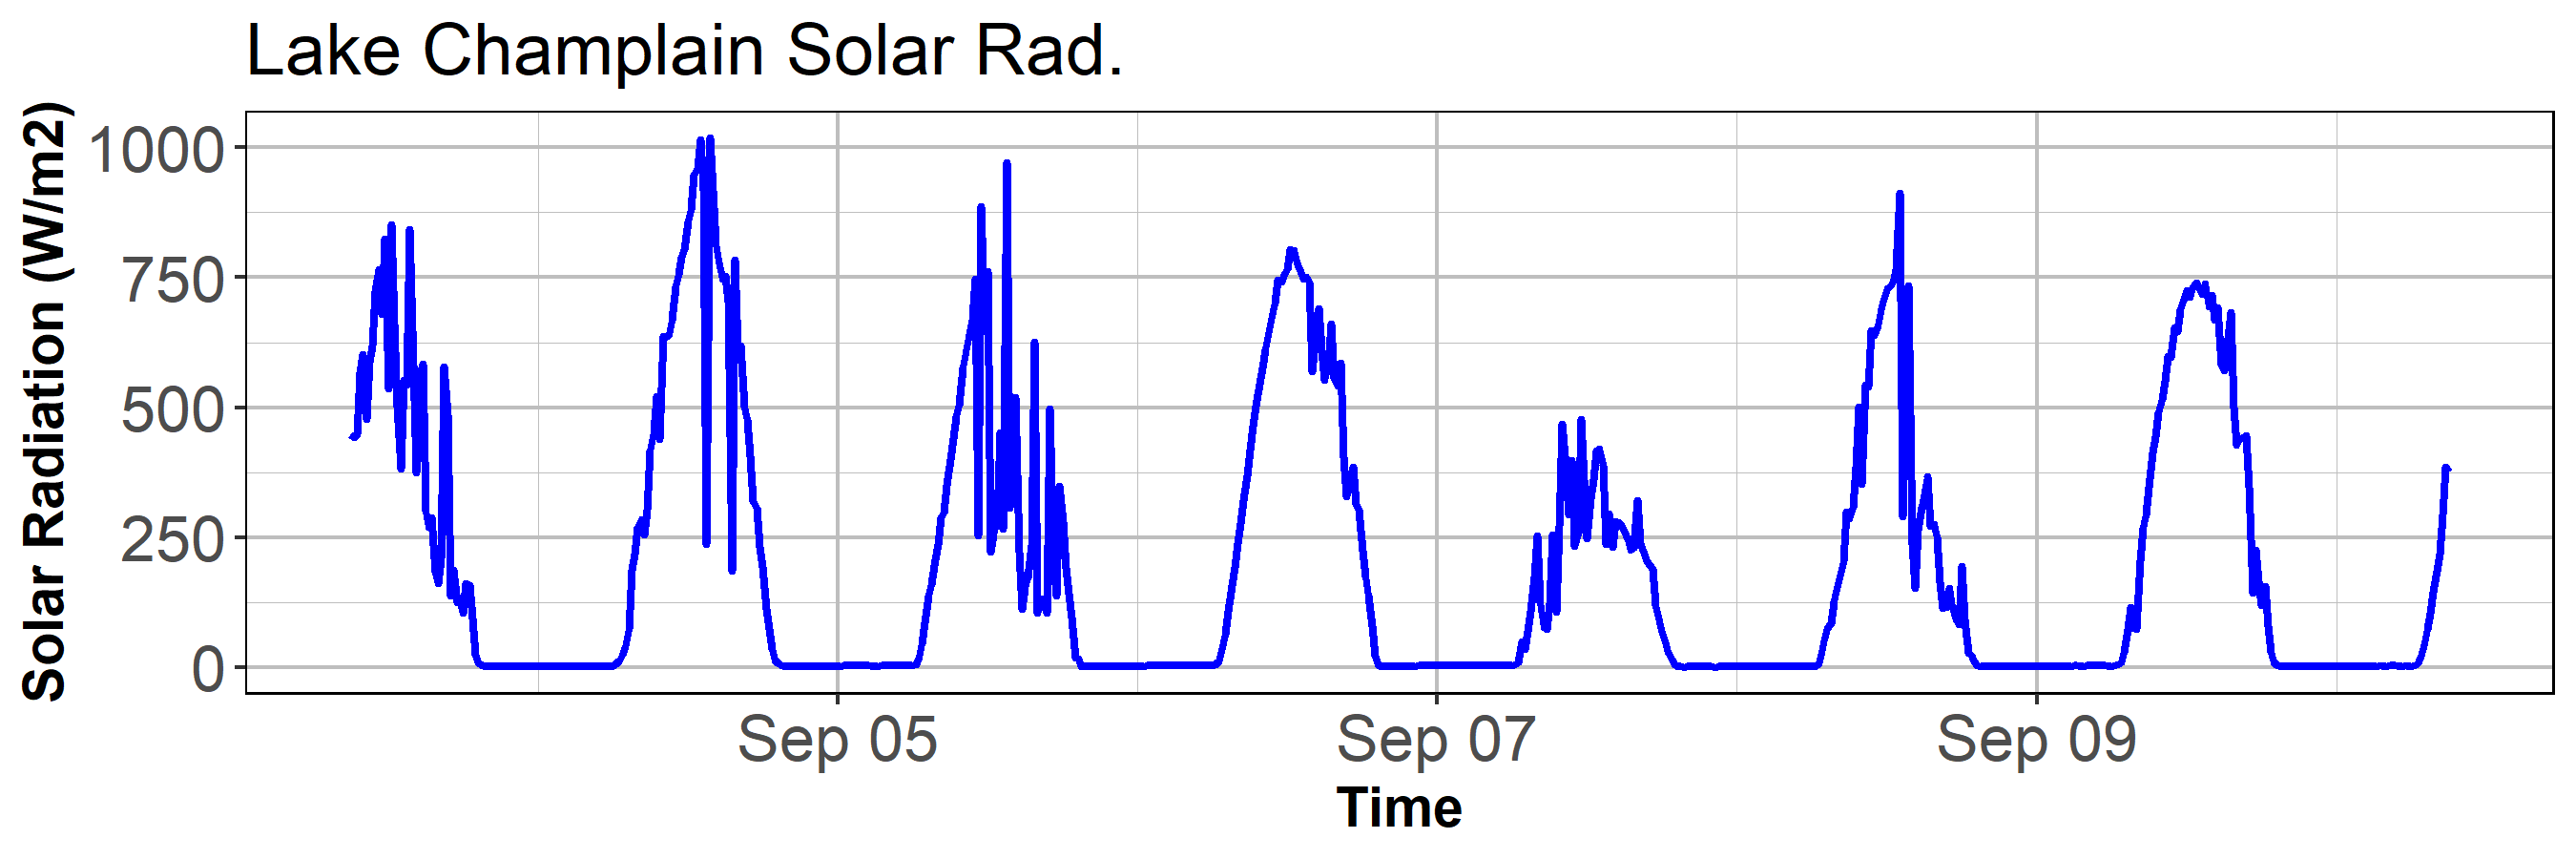 Lake Champlain Solar Rad.
Solar Radiation (W/m2)
1000
750
500
250
0
Sep 05
Sep 07
Sep 09
Time